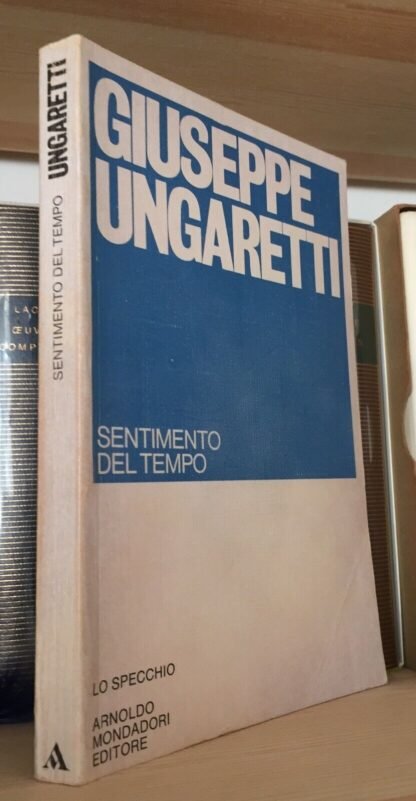 GIUSEPPE
UNGARETTI
SENTIMENTO
DEL TEMPO
LO SPECCHIO
ARNOLDO
MONDADORI
EDITORE
SENTIMENTO DEL TEMPO UNGARETTI